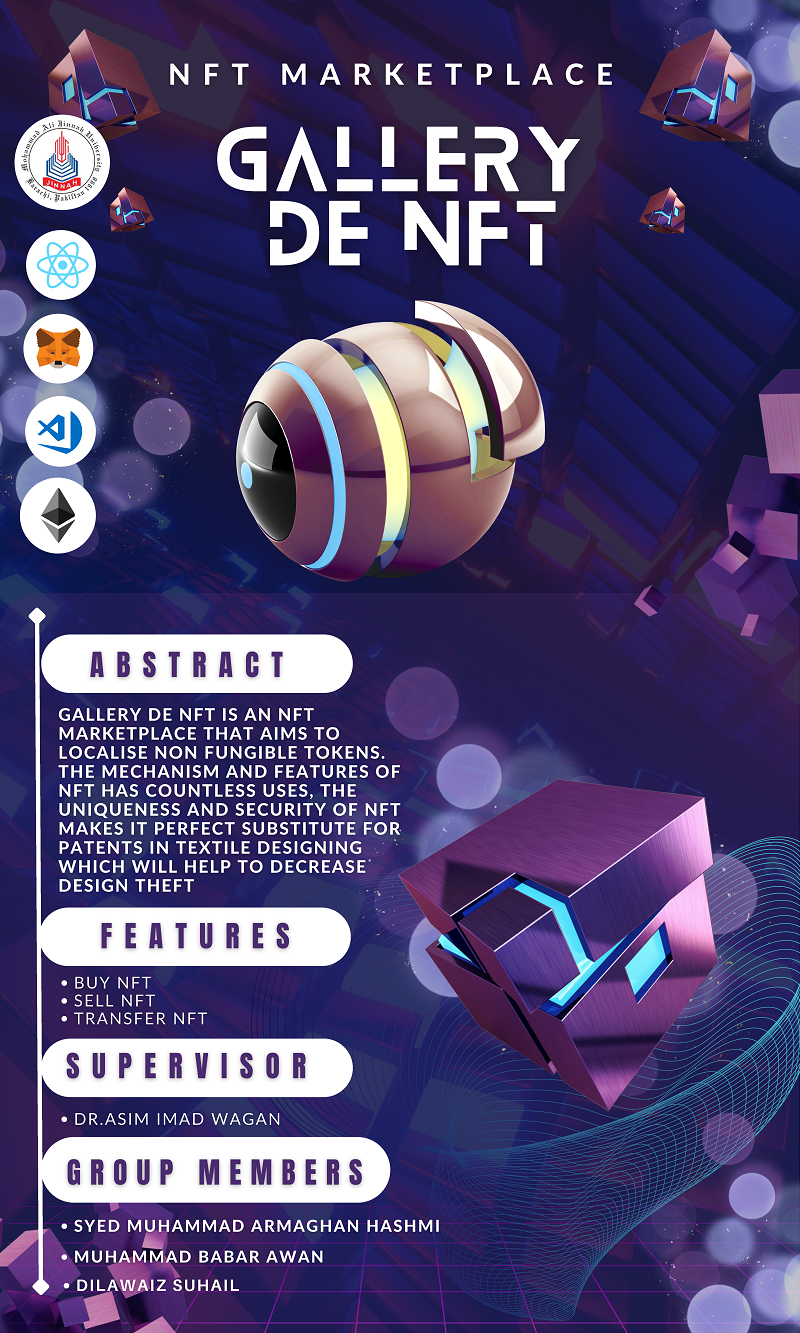 NFT MARKETPLACE
GALLERY
DE NFT
Mohammad Ali Jinnah University
JINNAH
Karachi, Pakistan 1998
ABSTRACT
GALLERY DE NFT IS AN NFT
MARKETPLACE THAT AIMS TO
LOCALISE NON FUNGIBLE TOKENS.
THE MECHANISM AND FEATURES OF
NFT HAS COUNTLESS USES, THE
UNIQUENESS AND SECURITY OF NFT
MAKES IT PERFECT SUBSTITUTE FOR
PATENTS IN TEXTILE DESIGNING
WHICH WILL HELP TO DECREASE
DESIGN THEFT
FEATURES
• BUY NFT
• SELL NFT
• TRANSFER NFT
SUPERVISOR
• DR.ASIM IMAD WAGAN
GROUP MEMBERS
• SYED MUHAMMAD ARMAGHAN HASHMI
• MUHAMMAD BABAR AWAN
• DILAWAIZ SUHAIL